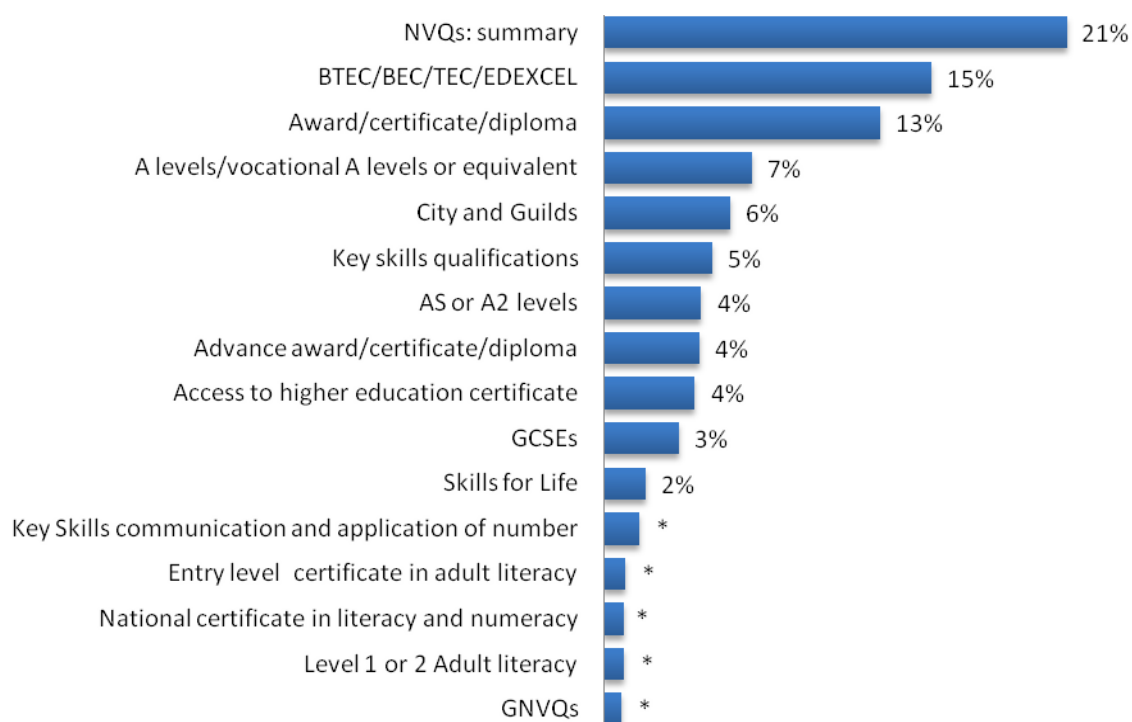 NVQs: summary 21%
BTEC/BEC/TEC/EDEXCEL 15%
Award/certificate/diploma 13%
A levels/vocational A levels or equivalent 7%
City and Guilds 6%
Key skills qualifications 5%
AS or A2 levels 4%
Advance award/certificate/diploma 4%
Access to higher education certificate 4%
GCSEs 3%
Skills for Life 2%
Key Skills communication and application of number *
Entry level certificate in adult literacy *
National certificate in literacy and numeracy *
Level 1 or 2 Adult literacy *
GNVQs *